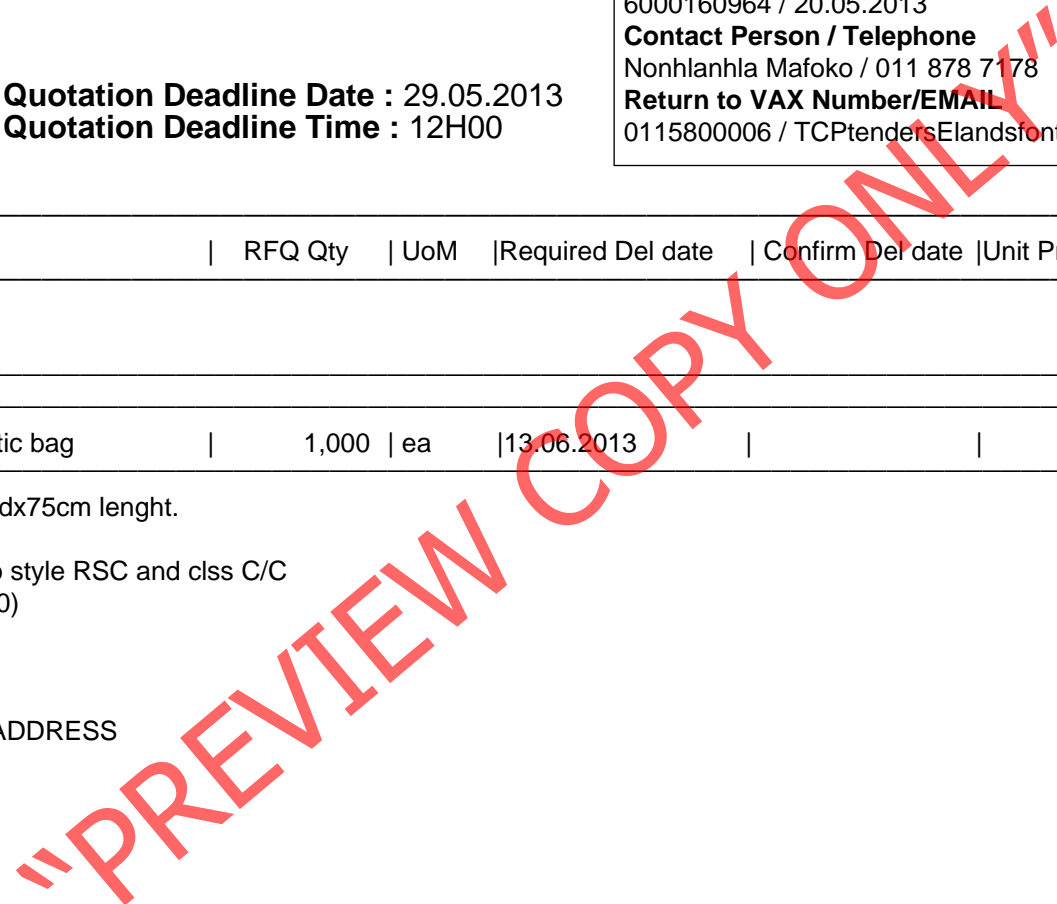 6000160964 / 20.05.2013
Contact Person / Telephone
Nonhlanhla Mafoko / 011 878 7178
Quotation Deadline Date : 29.05.2013
Return to VAX Number/EMAIL
Quotation Deadline Time : 12H00
0115800006 / TCPtendersElandsfont
| RFQ Qty | UoM |Required Del date | Confirm Del date |Unit Pr
tic bag | 1,000 | ea |13.06.2013 | |
dx75cm lenght.
style RSC and clss C/C
0)
ADDRESS
"PREVIEW COPY ONLY"